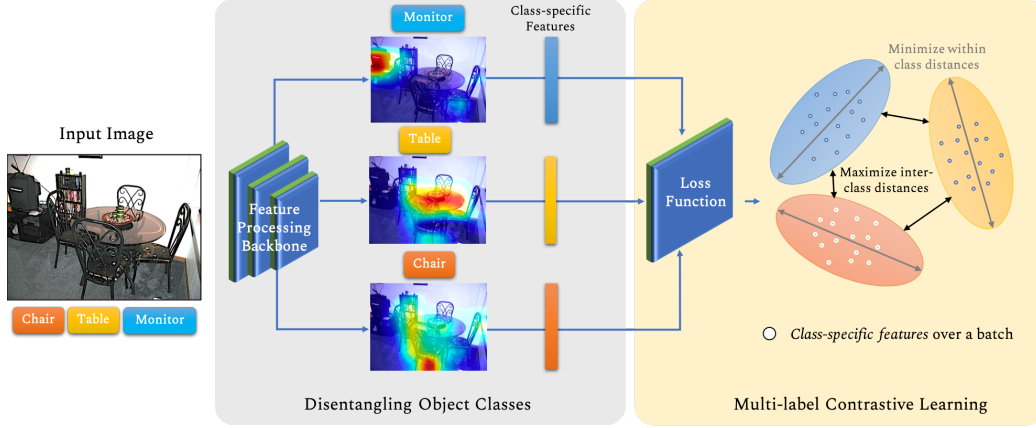 Input Image
Chair
Table
Monitor
Monitor
Class-specific
Features
Table
Feature
Processing
Backbone
Chair
Disentangling Object Classes
Loss
Function
Minimize within
class distances
Maximize inter-
class distances
Class-specific features over a batch
Multi-label Contrastive Learning